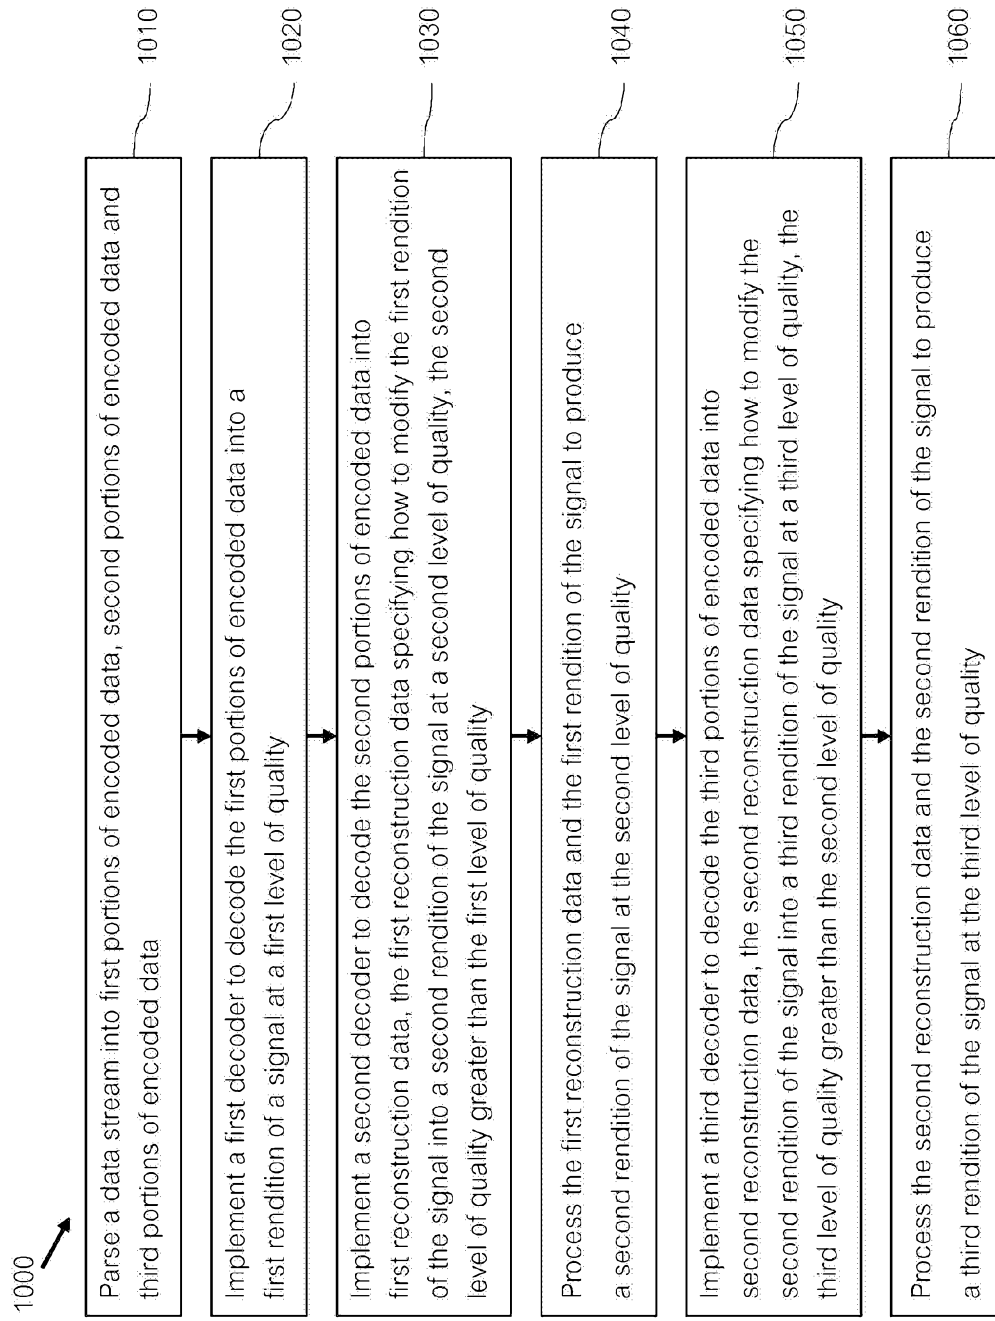 1000
Parse a data stream into first portions of encoded data, second portions of encoded data and
third portions of encoded data
1010
Implement a first decoder to decode the first portions of encoded data into a
first rendition of a signal at a first level of quality
1020
Implement a second decoder to decode the second portions of encoded data into
first reconstruction data, the first reconstruction data specifying how to modify the first rendition
of the signal into a second rendition of the signal at a second level of quality, the second
level of quality greater than the first level of quality
1030
Process the first reconstruction data and the first rendition of the signal to produce
a second rendition of the signal at the second level of quality
1040
Implement a third decoder to decode the third portions of encoded data into
second reconstruction data, the second reconstruction data specifying how to modify the
second rendition of the signal into a third rendition of the signal at a third level of quality, the
third level of quality greater than the second level of quality
1050
Process the second reconstruction data and the second rendition of the signal to produce
a third rendition of the signal at the third level of quality
1060